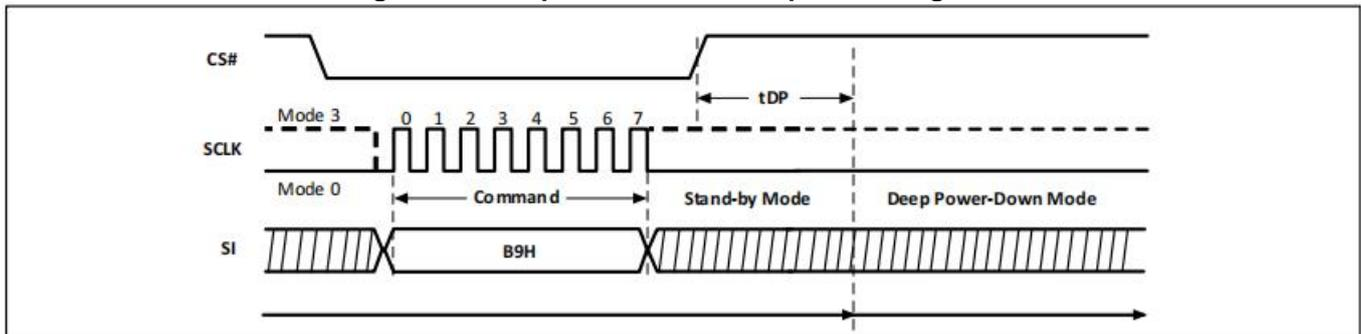 CS#
tDP
Mode 3
0 1 2 3 4 5 6 7
SCLK
Mode 0
Command
Stand-by Mode
Deep Power-Down Mode
SI
B9H